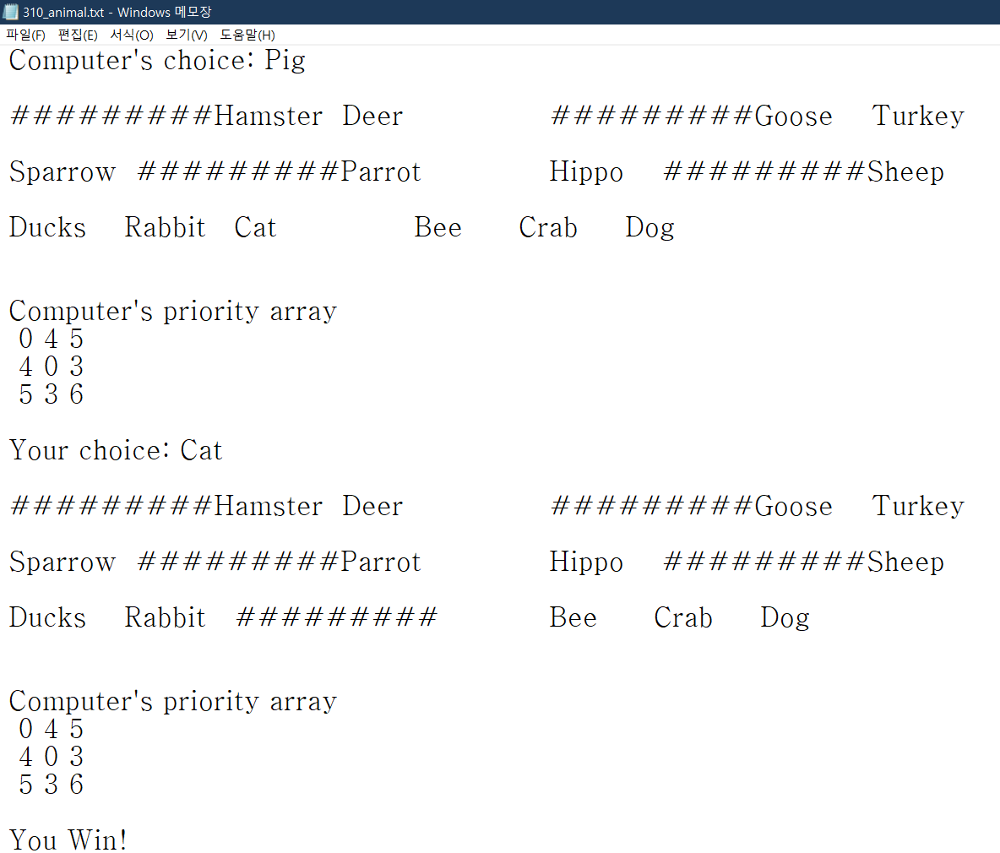 310_animal.txt - Windows 메모장
파일(F) 편집(E) 서식(O) 보기(V) 도움말(H)
Computer's choice: Pig
#########Hamster Deer #########Goose Turkey
Sparrow #########Parrot Hippo #########Sheep
Ducks Rabbit Cat Bee Crab Dog
Computer's priority array
0 4 5
4 0 3
5 3 6
Your choice: Cat
#########Hamster Deer #########Goose Turkey
Sparrow #########Parrot Hippo #########Sheep
Ducks Rabbit ######### Bee Crab Dog
Computer's priority array
0 4 5
4 0 3
5 3 6
You Win!